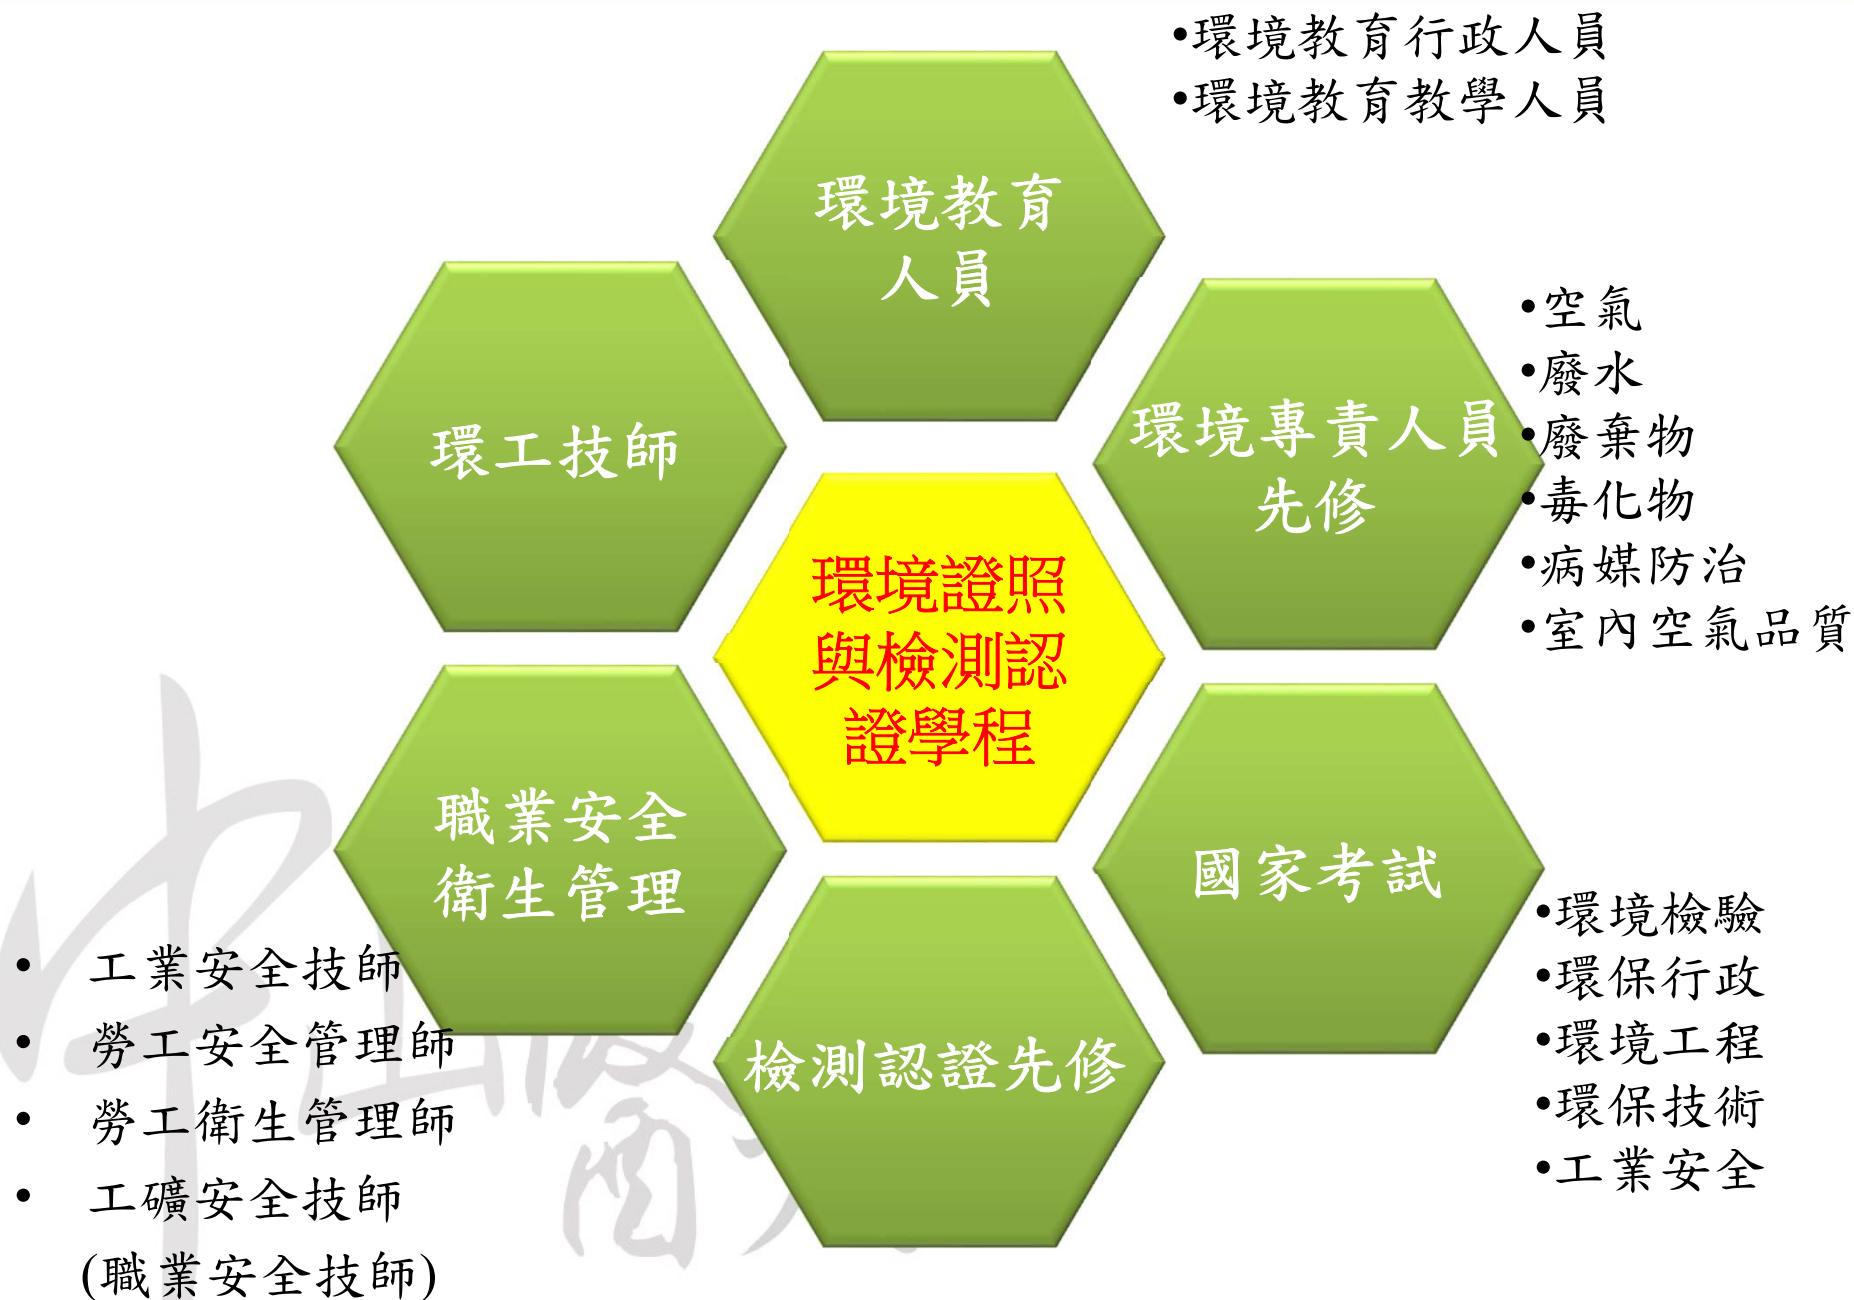 •環境教育行政人員
•環境教育教學人員
環境教育
人員
環工技師
環境專責人員
先修
•空氣
•廢水
•廢棄物
•毒化物
•病媒防治
•室內空氣品質
環境證照
與檢測認
證學程
職業安全
衛生管理
• 工業安全技師
• 勞工安全管理師
• 勞工衛生管理師
• 工礦安全技師
(職業安全技師)
國家考試
•環境檢驗
•環保行政
•環境工程
•環保技術
•工業安全
檢測認證先修
中山醫